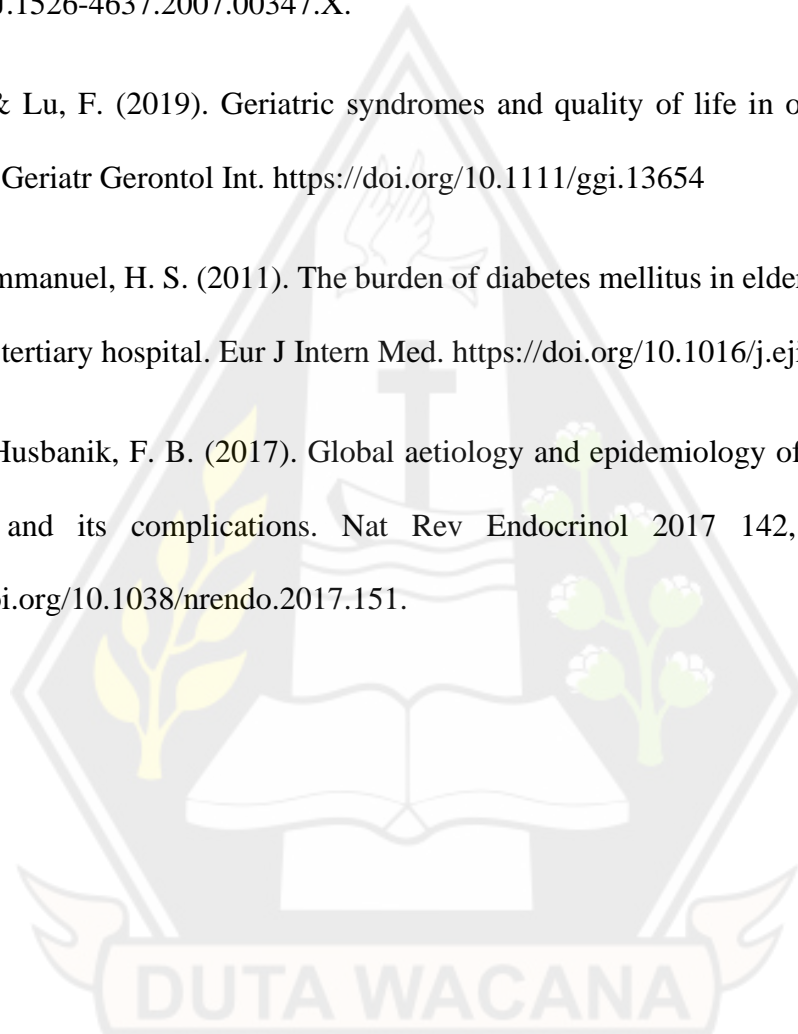 J.1526-4637.2007.00347.X.
& Lu, F. (2019). Geriatric syndromes and quality of life in o
Geriatr Gerontol Int. https://doi.org/10.1111/ggi.13654
mmanuel, H. S. (2011). The burden of diabetes mellitus in elder
tertiary hospital. Eur J Intern Med. https://doi.org/10.1016/j.eji
Husbanik, F. B. (2017). Global aetiology and epidemiology of
and its complications. Nat Rev Endocrinol 2017 142,
oi.org/10.1038/nrendo.2017.151.
DUTA WACANA